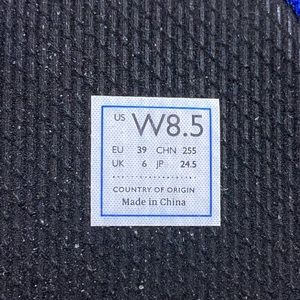 US W8.5
EU 39 CHN 255
UK 6 JP 24.5
COUNTRY OF ORIGIN
Made in China